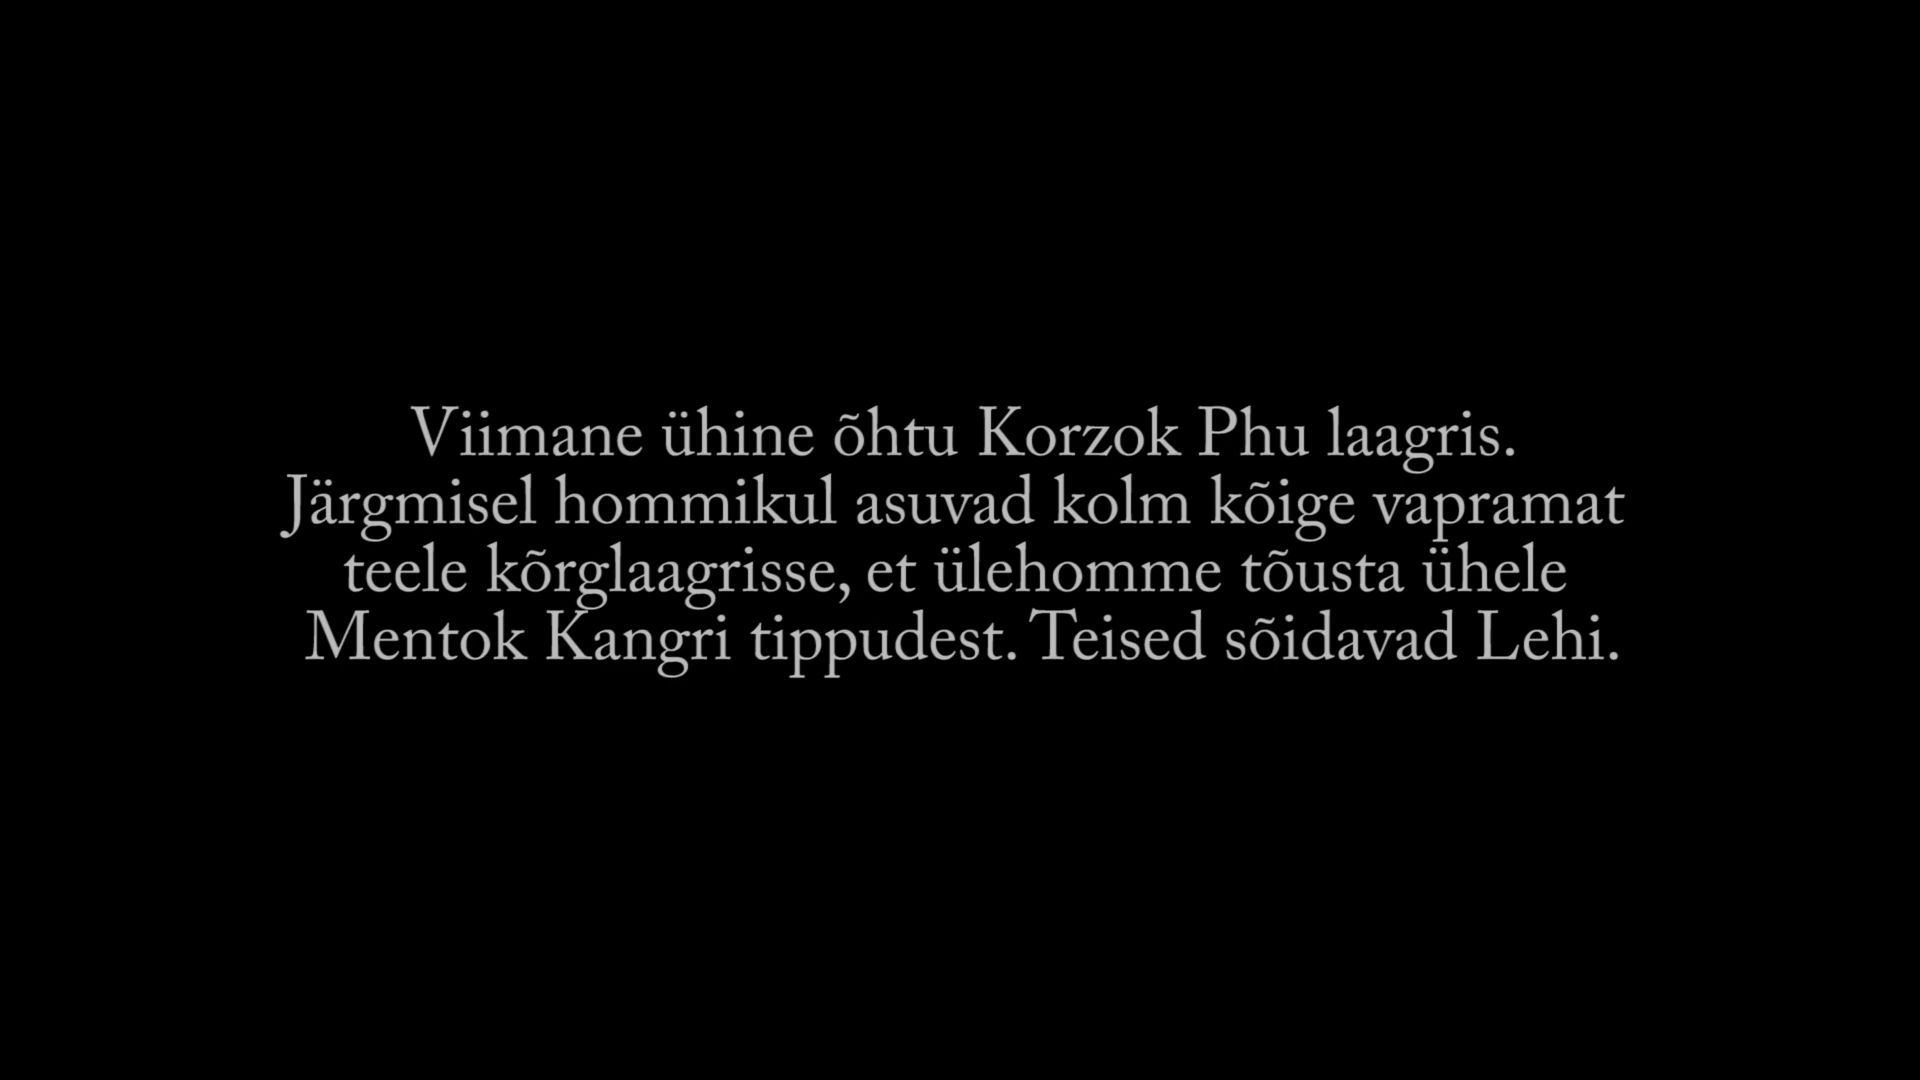 Viimane ühine õhtu Korzok Phu laagris.
Järgmisel hommikul asuvad kolm kõige vapramat
teele kõrglaagrisse, et ülehomme tõusta ühele
Mentok Kangri tippudest. Teised sõidavad Lehi.